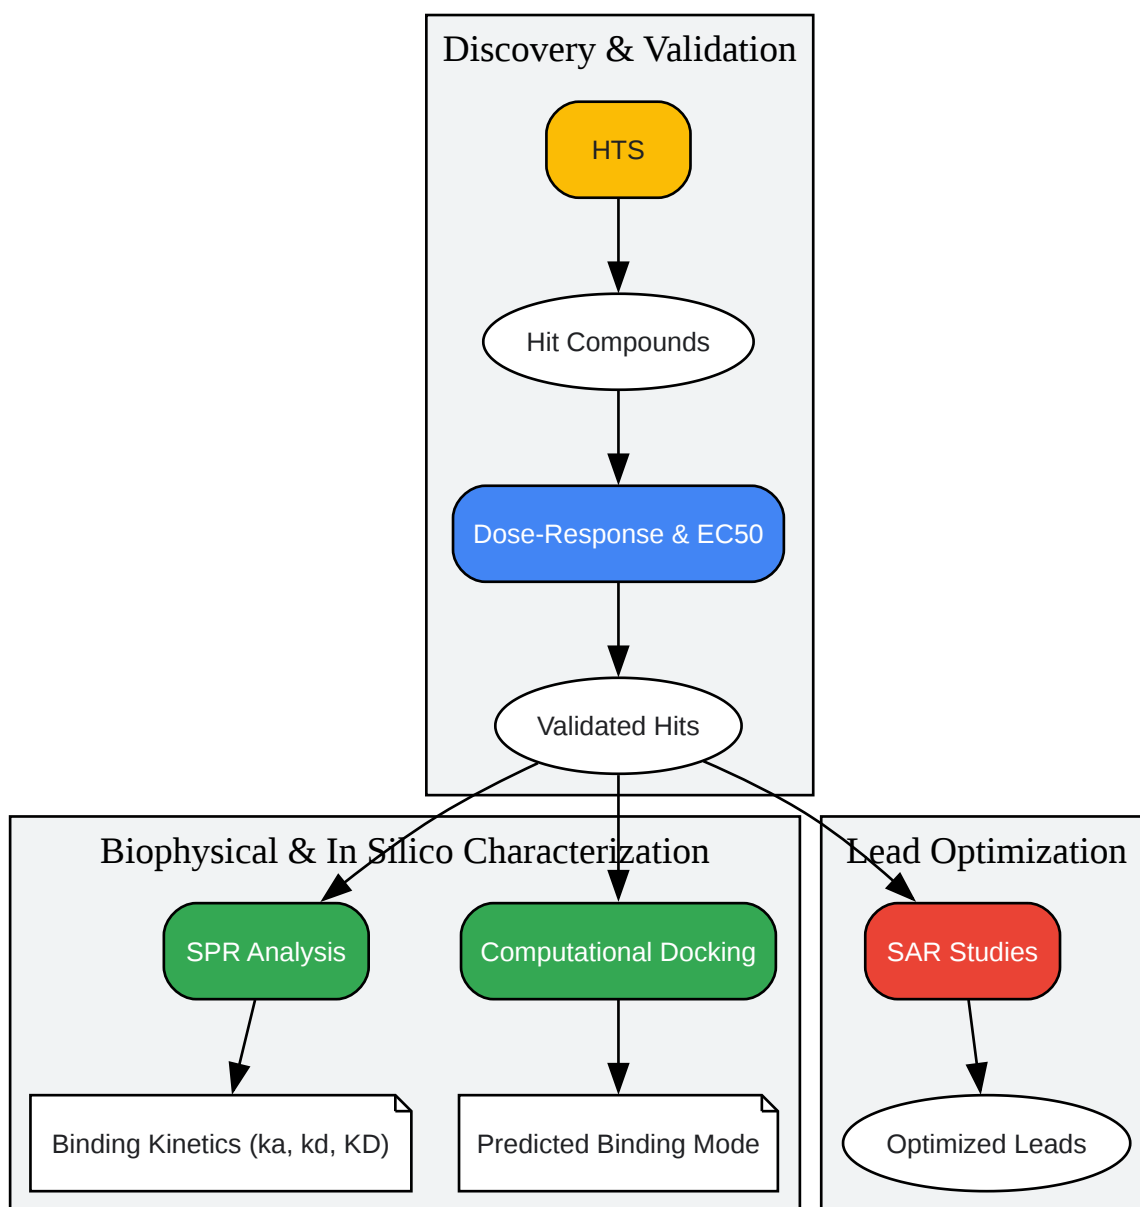 Discovery & Validation
HTS
Hit Compounds
Dose-Response & EC50
Validated Hits
Biophysical & In Silico Characterization
Lead Optimization
SPR Analysis
Computational Docking
SAR Studies
Binding Kinetics (ka, kd, KD)
Predicted Binding Mode
Optimized Leads